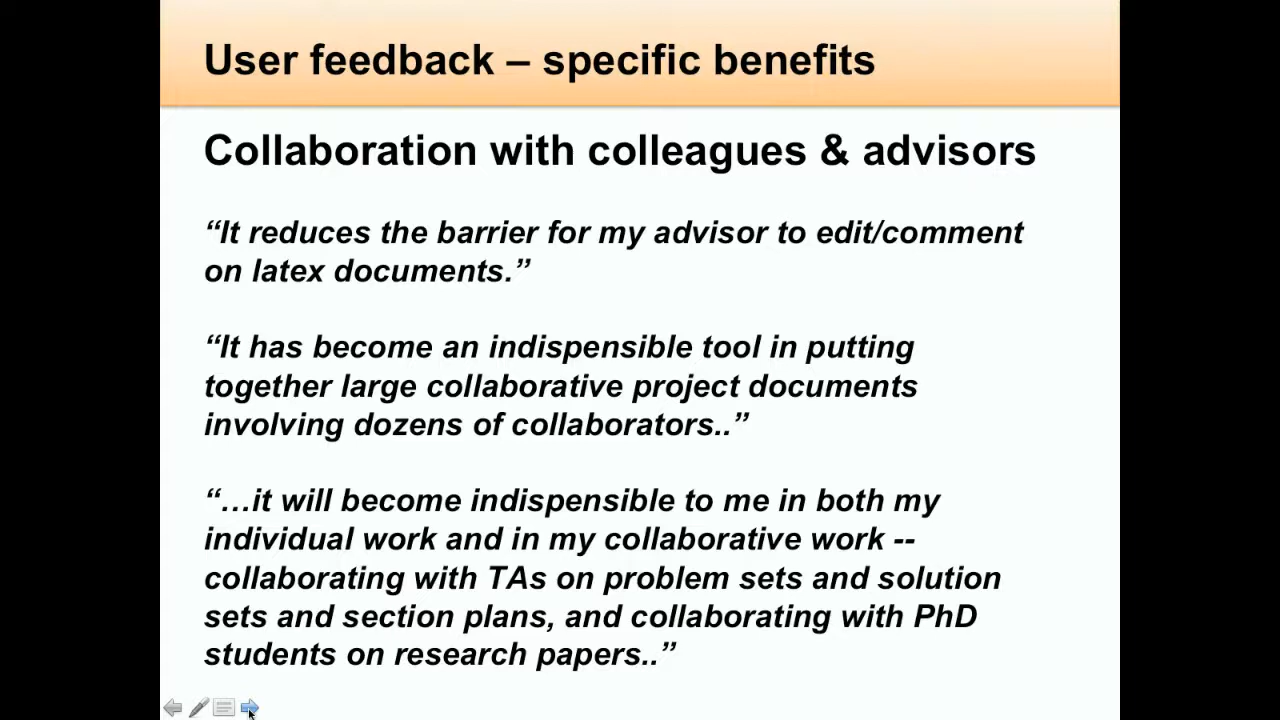 User feedback – specific benefits
Collaboration with colleagues & advisors
“It reduces the barrier for my advisor to edit/comment
on latex documents.”
“It has become an indispensible tool in putting
together large collaborative project documents
involving dozens of collaborators..”
“…it will become indispensible to me in both my
individual work and in my collaborative work --
collaborating with TAs on problem sets and solution
sets and section plans, and collaborating with PhD
students on research papers..”